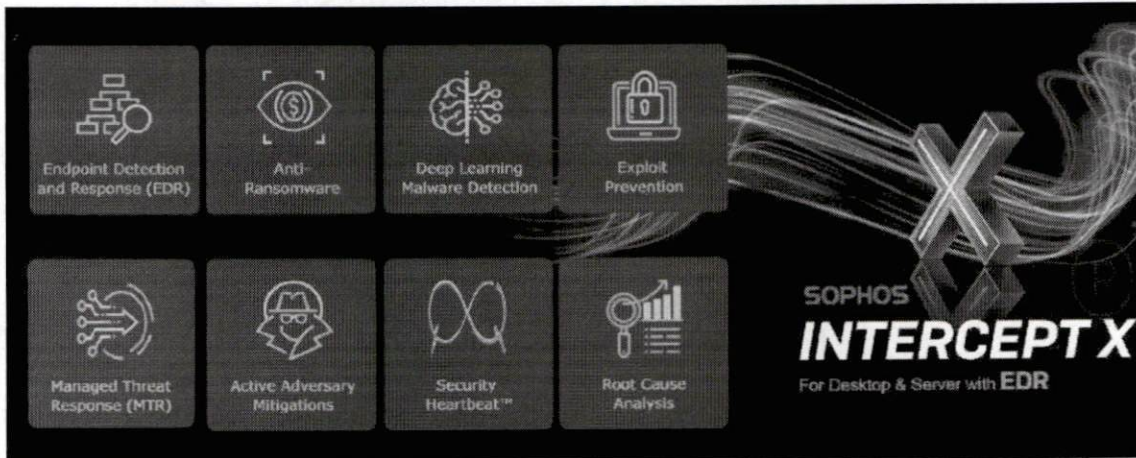 Endpoint Detection
and Response (EDR)
Anti-
Ransomware
Deep Learning
Malware Detection
Exploit
Prevention
Managed Threat
Response (MTR)
Active Adversary
Mitigations
Security
Heartbeat™
Root Cause
Analysis
SOPHOS
INTERCEPT X
For Desktop & Server with EDR